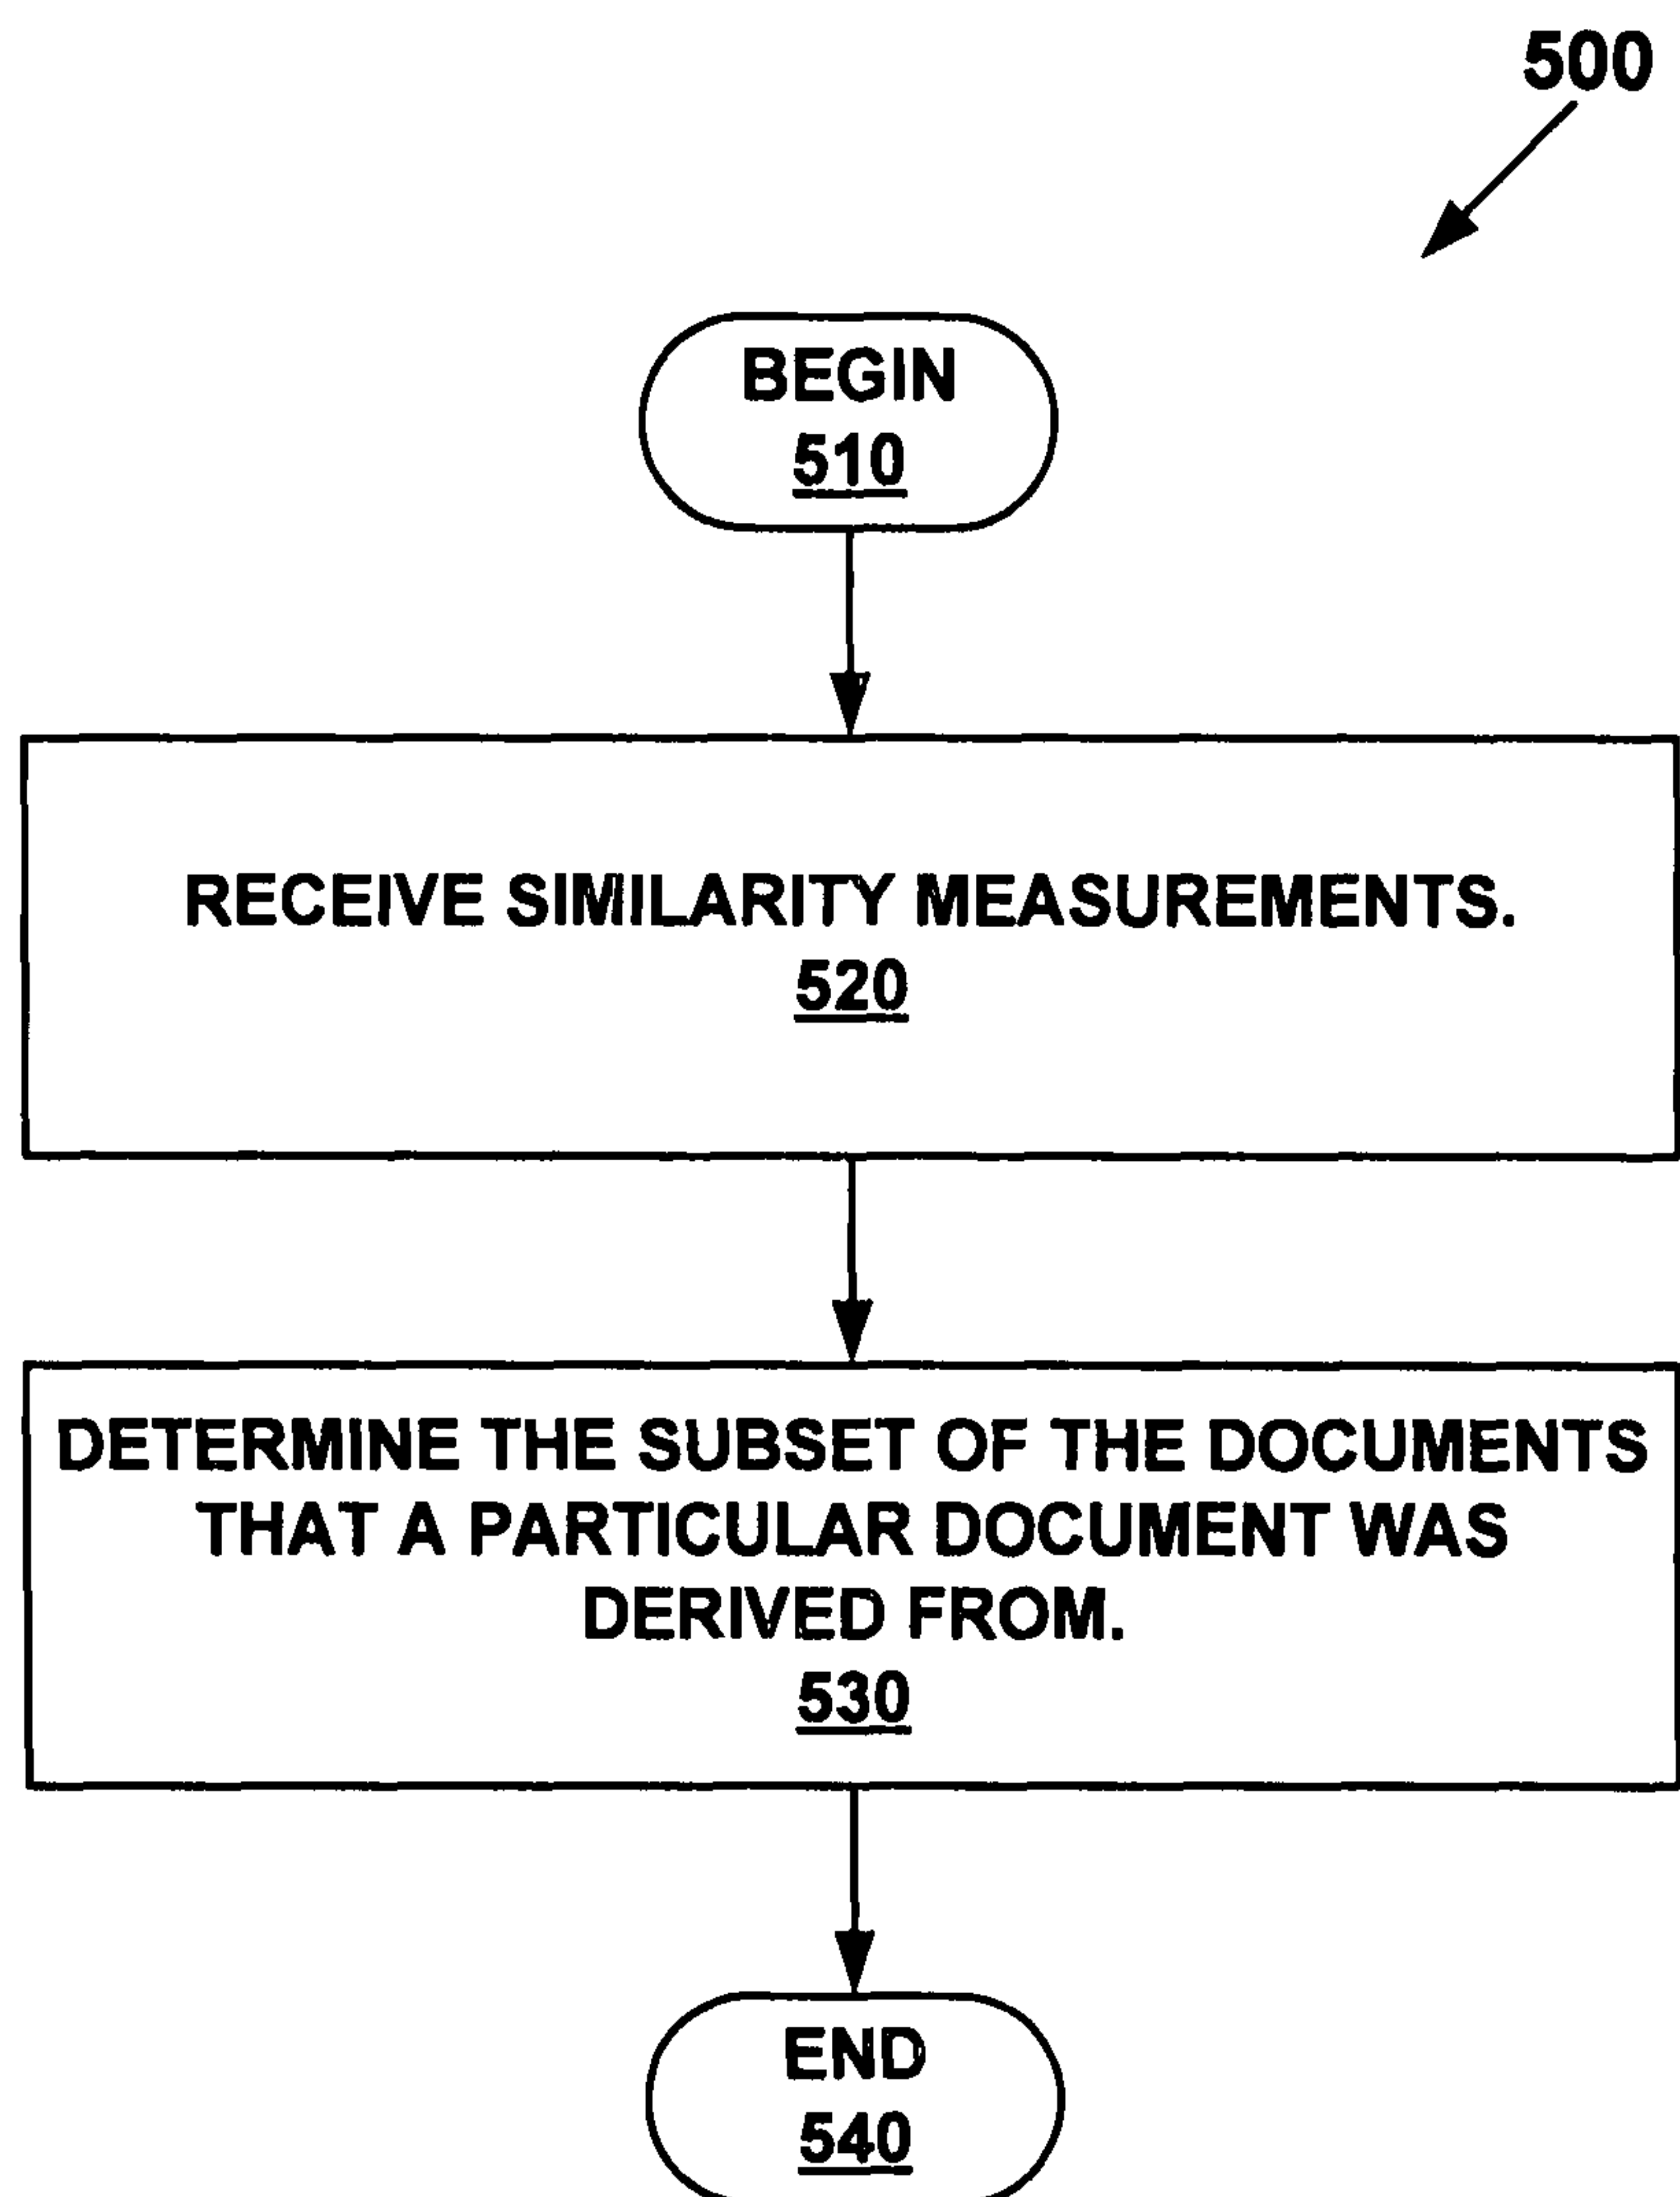 500
BEGIN
510
RECEIVE SIMILARITY MEASUREMENTS.
520
DETERMINE THE SUBSET OF THE DOCUMENTS
THAT A PARTICULAR DOCUMENT WAS
DERIVED FROM.
530
END
540